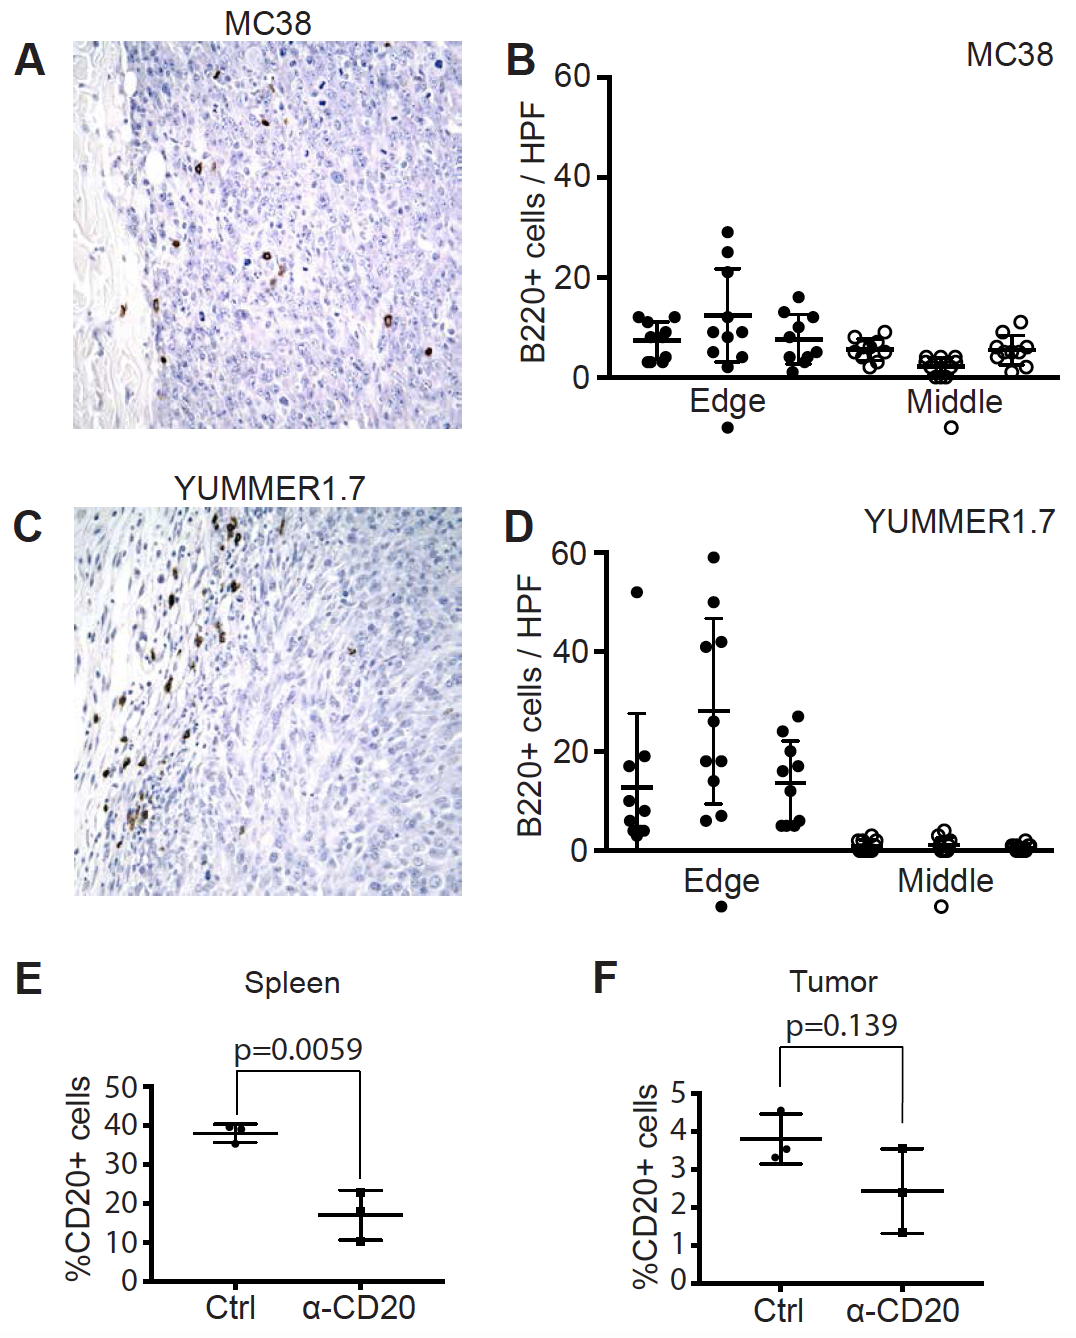 MC38
A
B
MC38
60
40
20
0
B220+ cells / HPF
Edge
Middle
YUMMER1.7
C
D
YUMMER1.7
60
40
20
0
B220+ cells / HPF
Edge
Middle
E
Spleen
p=0.0059
50
40
30
20
10
0
%CD20+ cells
Ctrl
α-CD20
F
Tumor
p=0.139
5
4
3
2
1
0
%CD20+ cells
Ctrl
α-CD20